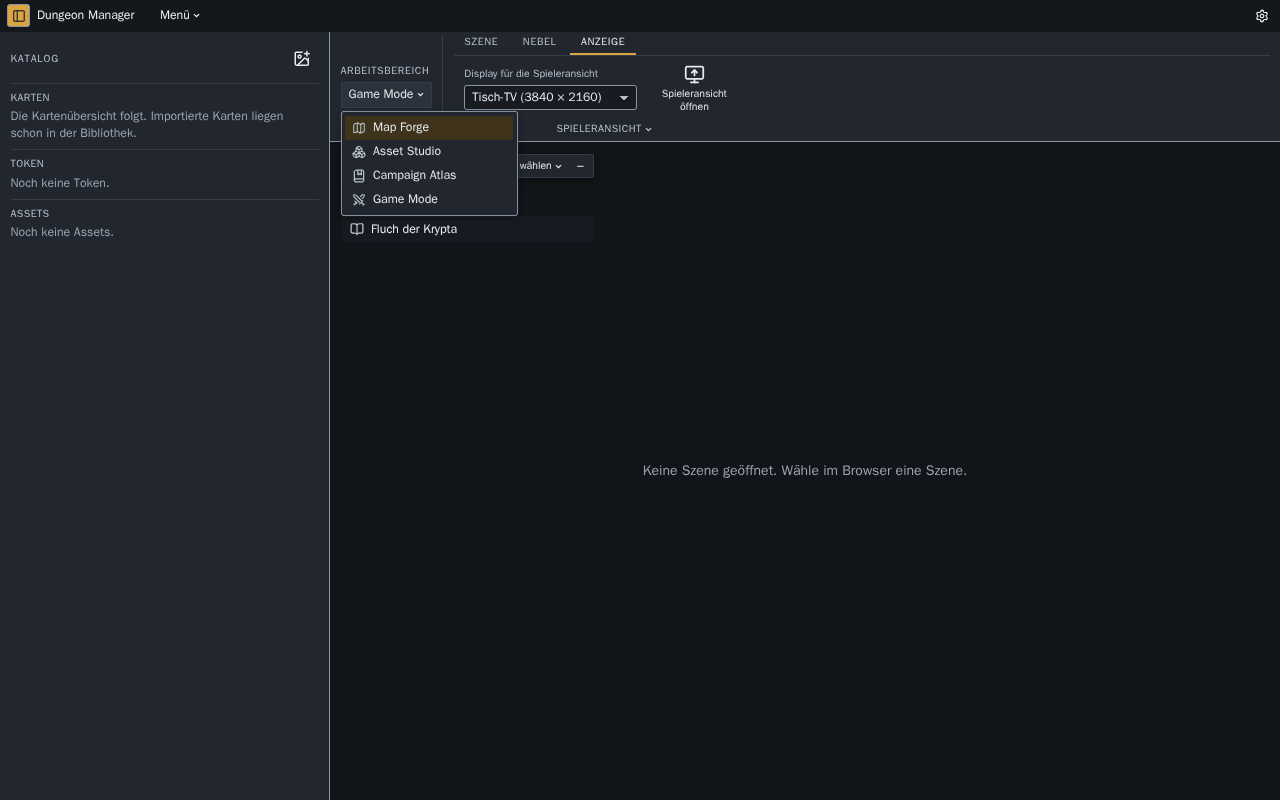 Dungeon Manager
Menü
KATALOG
KARTEN
Die Kartenübersicht folgt. Importierte Karten liegen
schon in der Bibliothek.
TOKEN
Noch keine Token.
ASSETS
Noch keine Assets.
ARBEITSBEREICH
Game Mode
SZENE
NEBEL
ANZEIGE
Display für die Spieleransicht
Tisch-TV (3840 × 2160)
Spieleransicht
öffnen
SPIELERANSICHT
Map Forge
Asset Studio
Campaign Atlas
Game Mode
wählen
Fluch der Krypta
Keine Szene geöffnet. Wähle im Browser eine Szene.